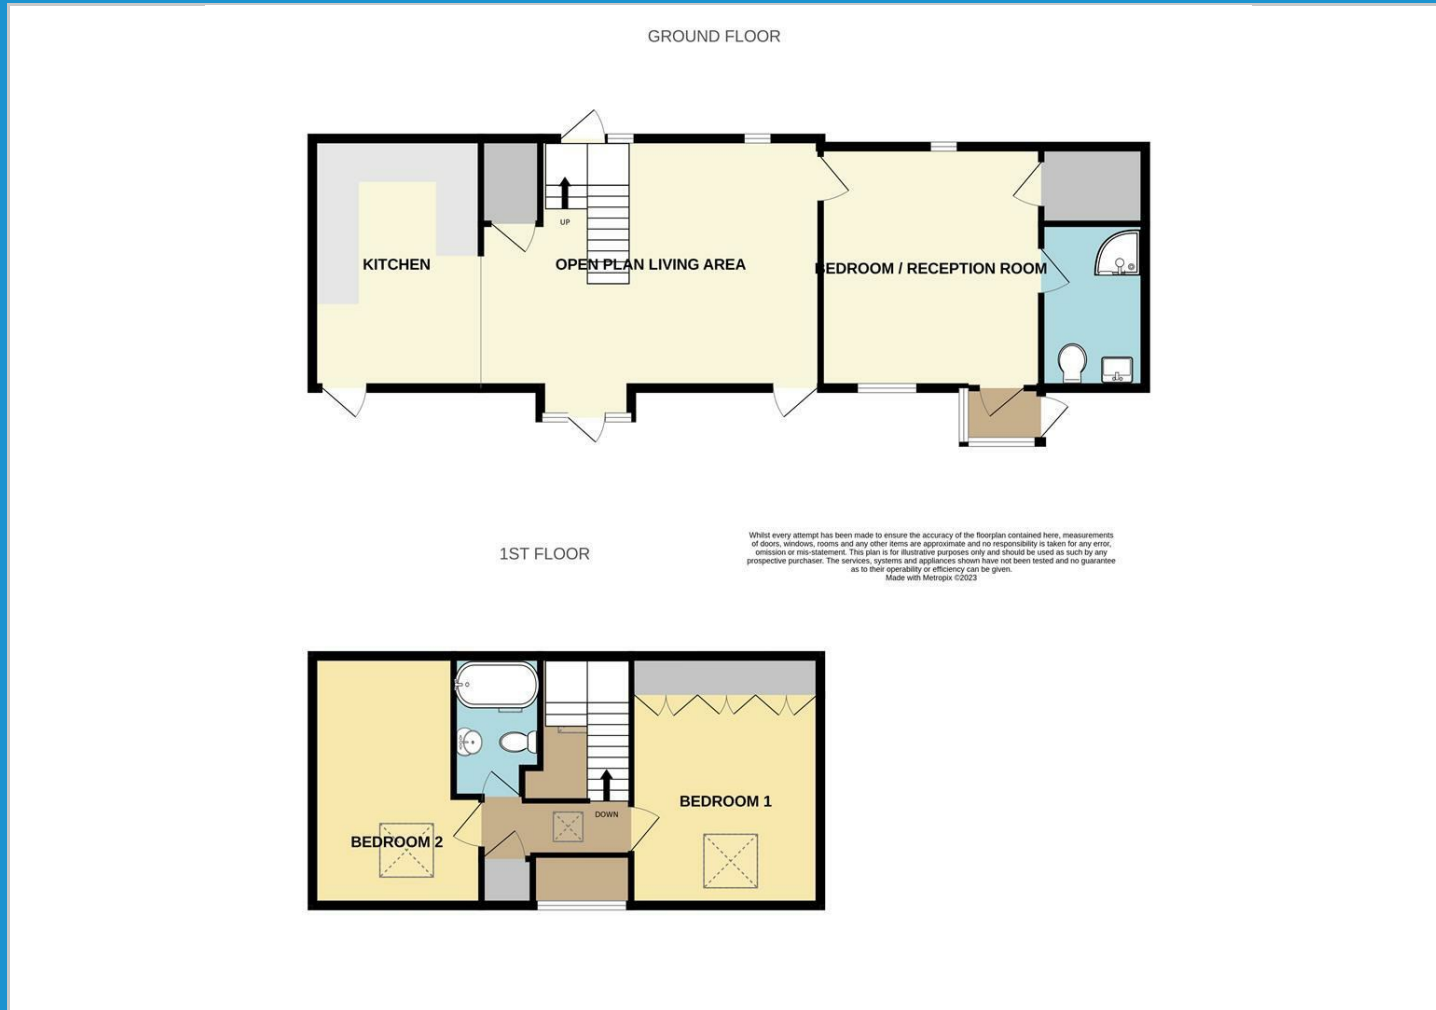 GROUND FLOOR
KITCHEN
UP
OPEN PLAN LIVING AREA
BEDROOM / RECEPTION ROOM
1ST FLOOR
Whilst every attempt has been made to ensure the accuracy of the floorplan contained here, measurements
of doors, windows, rooms and any other items are approximate and no responsibility is taken for any error,
omission or mis-statement. This plan is for illustrative purposes only and should be used as such by any
prospective purchaser. The services, systems and appliances shown have not been tested and no guarantee
as to their operability or efficiency can be given.
Made with Metropix ©2023
BEDROOM 2
DOWN
BEDROOM 1